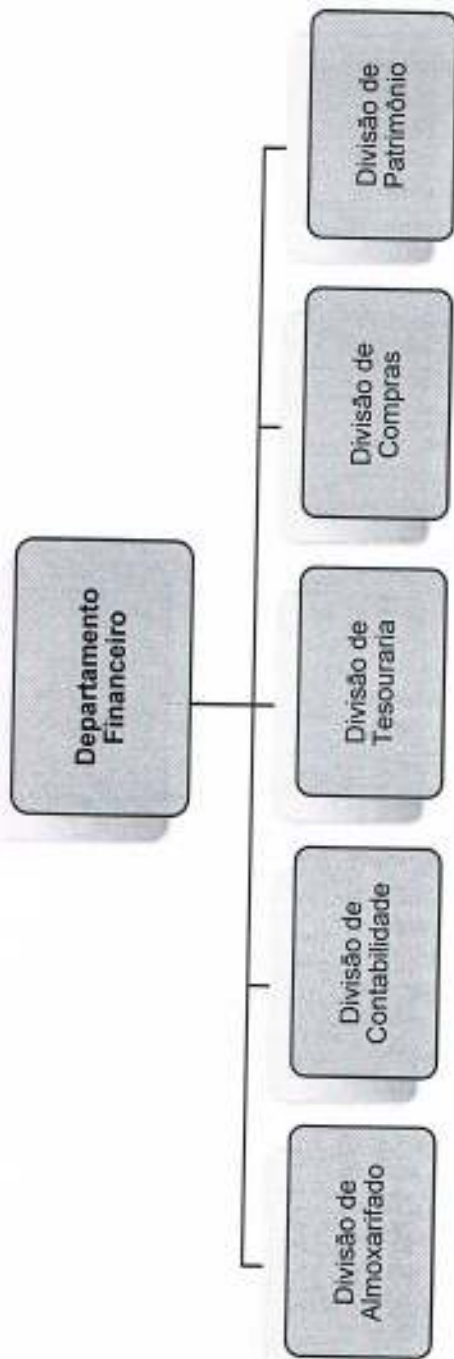 Departamento
Financeiro
Divisão de
Almoxarifado
Divisão de
Contabilidade
Divisão de
Tesouraria
Divisão de
Compras
Divisão de
Patrimônio